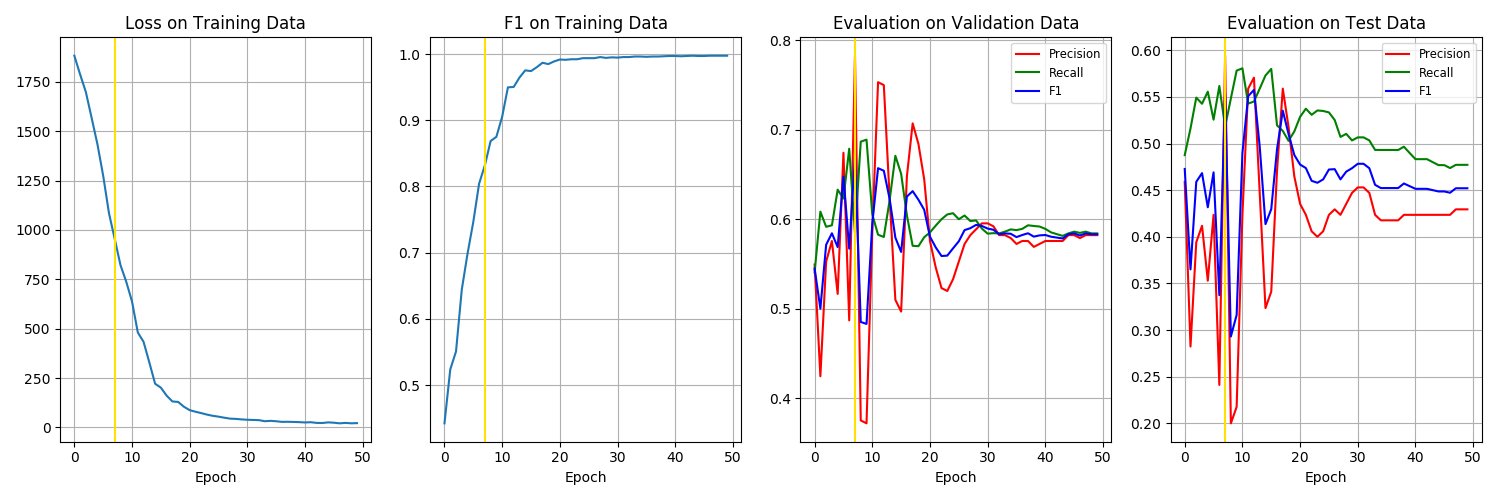 Loss on Training Data
1750
1500
1250
1000
750
500
250
0
0 10 20 30 40 50
Epoch
F1 on Training Data
1.0
0.9
0.8
0.7
0.6
0.5
0 10 20 30 40 50
Epoch
Evaluation on Validation Data
0.8
0.7
0.6
0.5
0.4
Precision
Recall
F1
0 10 20 30 40 50
Epoch
Evaluation on Test Data
0.60
0.55
0.50
0.45
0.40
0.35
0.30
0.25
0.20
Precision
Recall
F1
0 10 20 30 40 50
Epoch